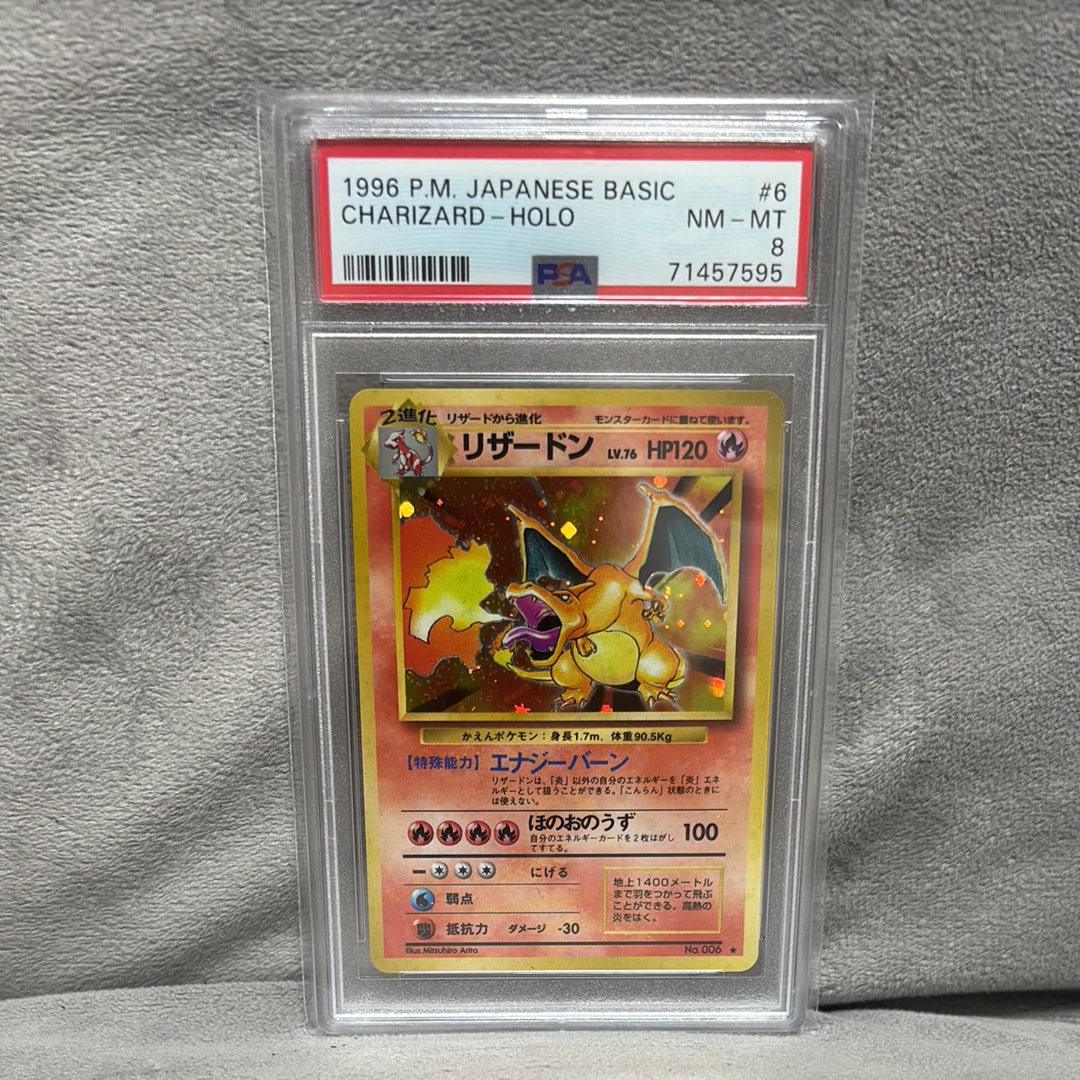 1996 P.M. JAPANESE BASIC #6
CHARIZARD - HOLO NM - MT
8
PSA 71457595
2進化 リザードから進化 モンスターカードに重ねて使います。
リザードン LV.76 HP120
かえんポケモン：身長1.7m、体重90.5Kg
【特殊能力】エナジーバーン
リザードンは、「炎」以外の自分のエネルギーを「炎」エネ
ルギーとして扱うことができる。「こんらん」状態のときに
は使えない。
ほのおのうず 100
自分のエネルギーカードを2枚はがし
てすてる。
にげる
弱点
抵抗力 ダメージ -30
地上1400メートル
まで羽をつかって飛ぶ
ことができる。高熱の
炎をはく。
Illus. Mitsuhiro Arita No. 006 ★